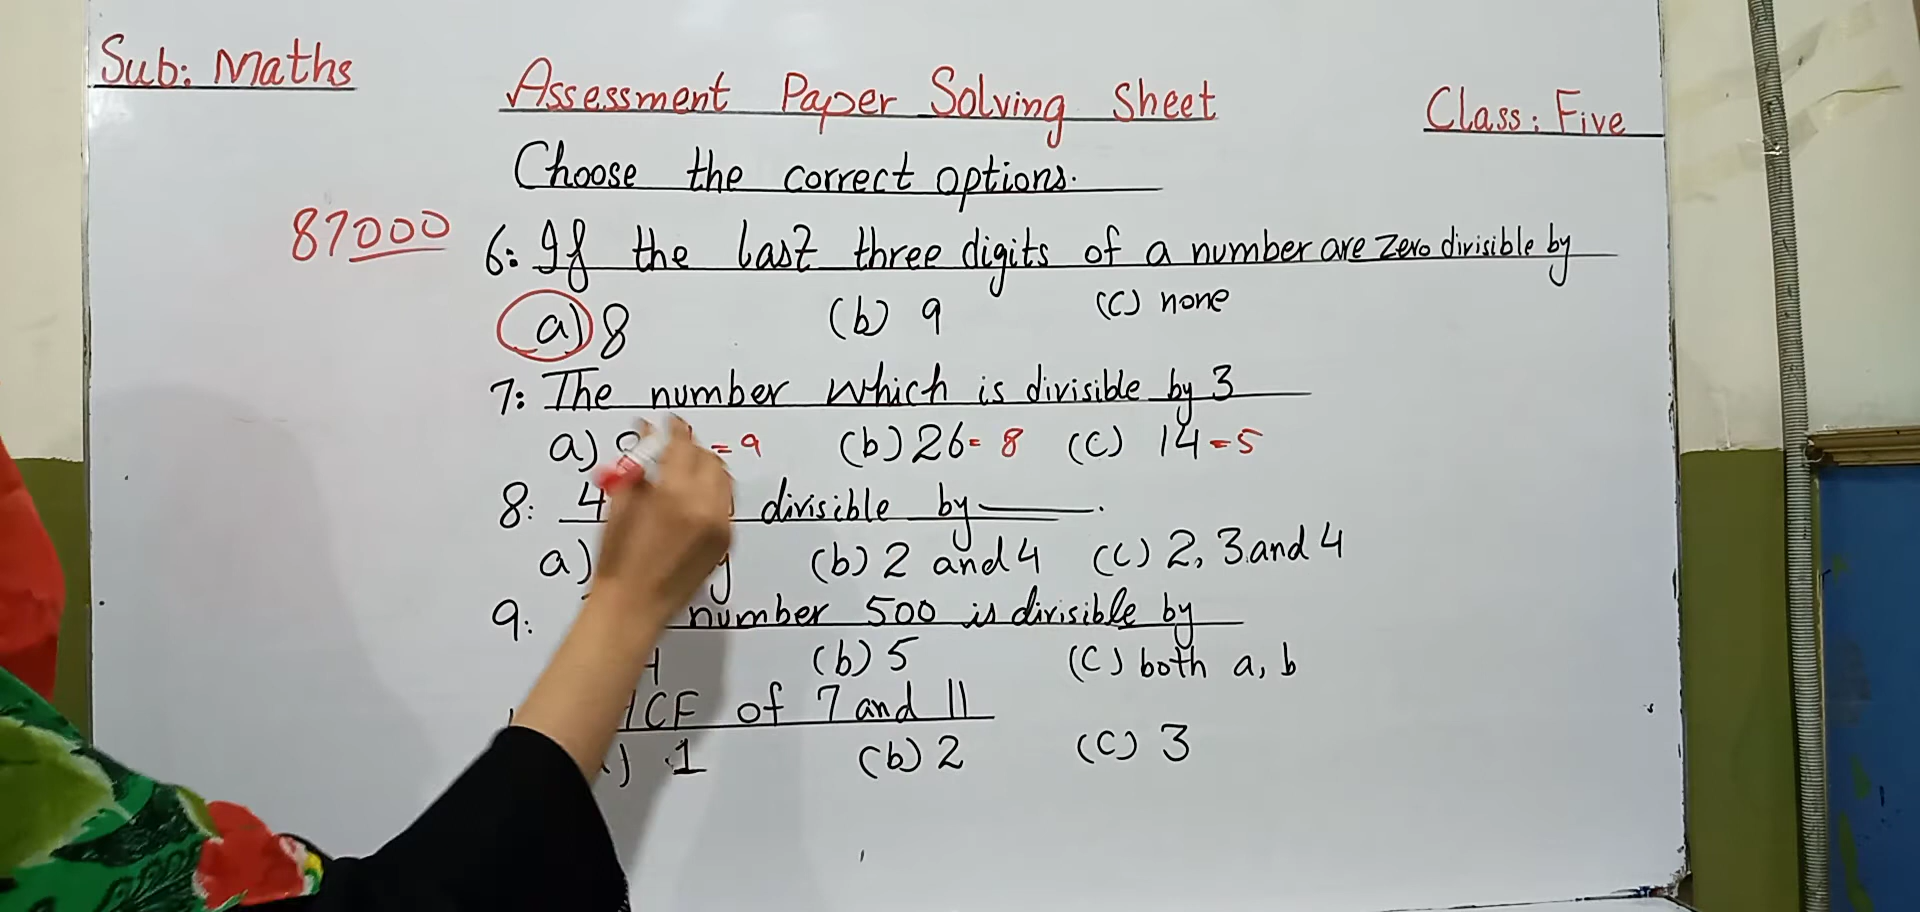 Sub: Maths
Assessment Paper Solving Sheet
Class: Five
Choose the correct options.
87000
6: If the last three digits of a number are zero divisible by
a) 8 (b) 9 (c) none
7: The number which is divisible by 3
a) = 9 (b) 26 = 8 (c) 14 = 5
8: 4 divisible by ____.
a) (b) 2 and 4 (c) 2, 3 and 4
9: number 500 is divisible by
(b) 5 (c) both a, b
HCF of 7 and 11
) 1 (b) 2 (c) 3